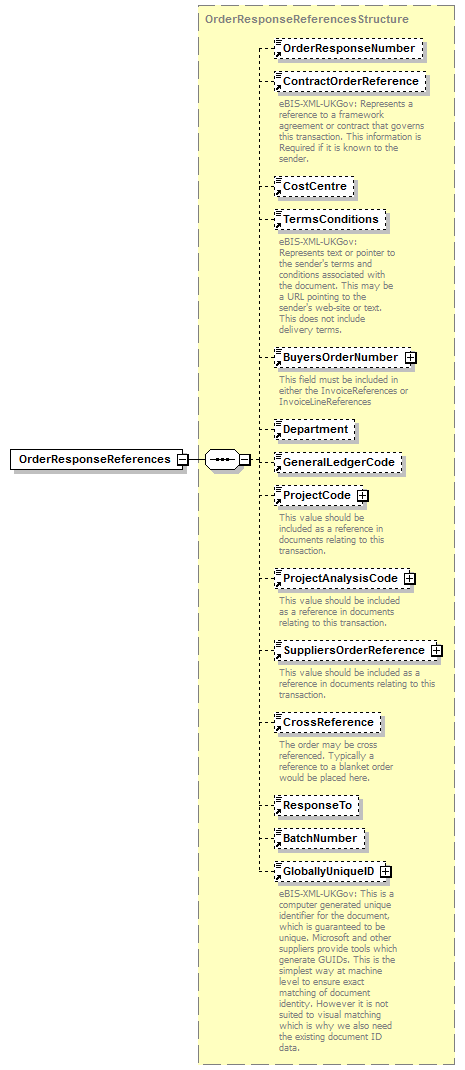 OrderResponseReferencesStructure
OrderResponseNumber
ContractOrderReference
eBIS-XML-UKGov: Represents a
reference to a framework
agreement or contract that governs
this transaction. This information is
Required if it is known to the
sender.
CostCentre
TermsConditions
eBIS-XML-UKGov:
Represents text or pointer to
the sender's terms and
conditions associated with
the document. This may be
a URL pointing to the
sender's web-site or text.
This does not include
delivery terms.
BuyersOrderNumber
This field must be included in
either the InvoiceReferences or
InvoiceLineReferences
Department
OrderResponseReferences
GeneralLedgerCode
ProjectCode
This value should be
included as a reference in
documents relating to this
transaction.
ProjectAnalysisCode
This value should be included
as a reference in documents
relating to this transaction.
SuppliersOrderReference
This value should be included as a
reference in documents relating to this
transaction.
CrossReference
The order may be cross
referenced. Typically a
reference to a blanket order
would be placed here.
ResponseTo
BatchNumber
GloballyUniqueID
eBIS-XML-UKGov: This is a
computer generated unique
identifier for the document,
which is guaranteed to be
unique. Microsoft and other
suppliers provide tools which
generate GUIDs. This is the
simplest way at machine
level to ensure exact
matching of document
identity. However it is not
suited to visual matching
which is why we also need
the existing document ID
data.